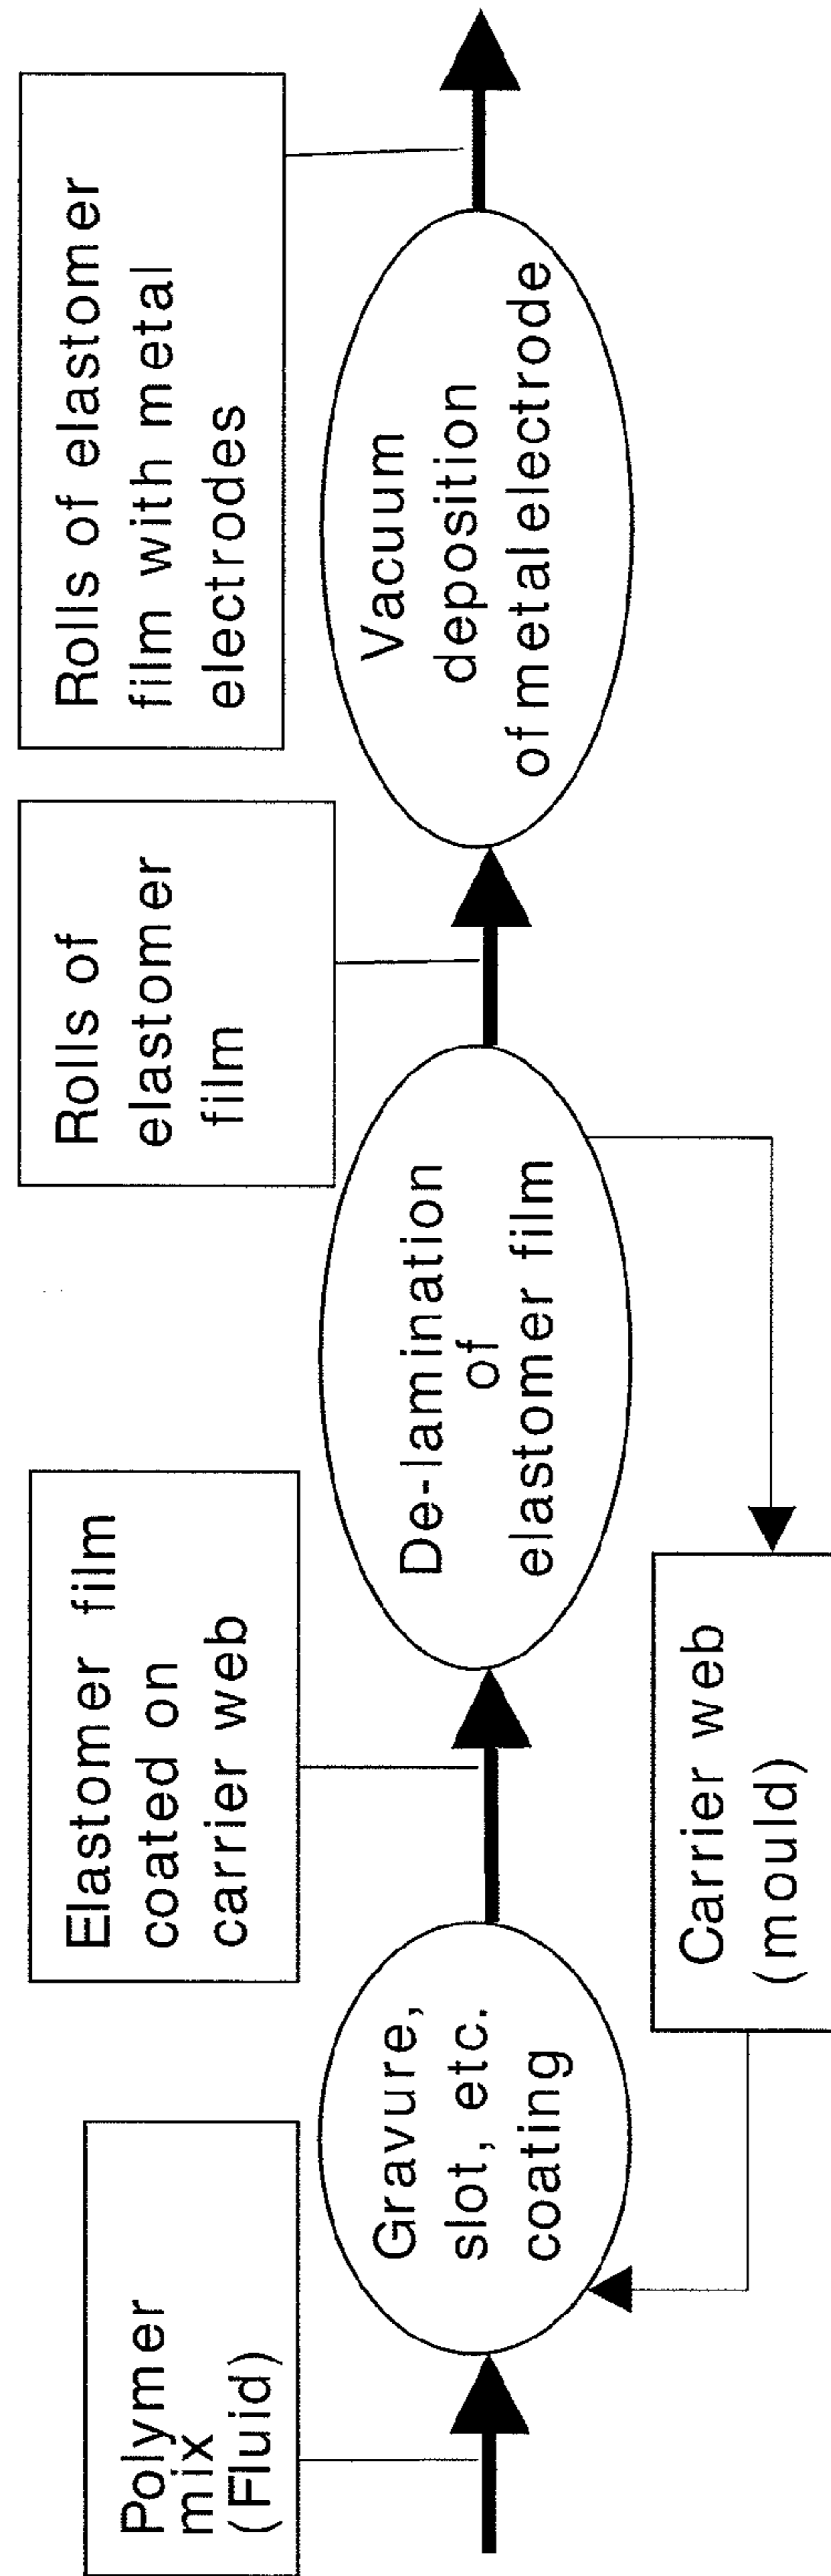 Polymer
mix
(Fluid)
Gravure,
slot, etc.
coating
Elastomer film
coated on
carrier web
De-lamination
of
elastomer film
Carrier web
(mould)
Rolls of
elastomer
film
Vacuum
deposition
of metal electrode
Rolls of elastomer
film with metal
electrodes